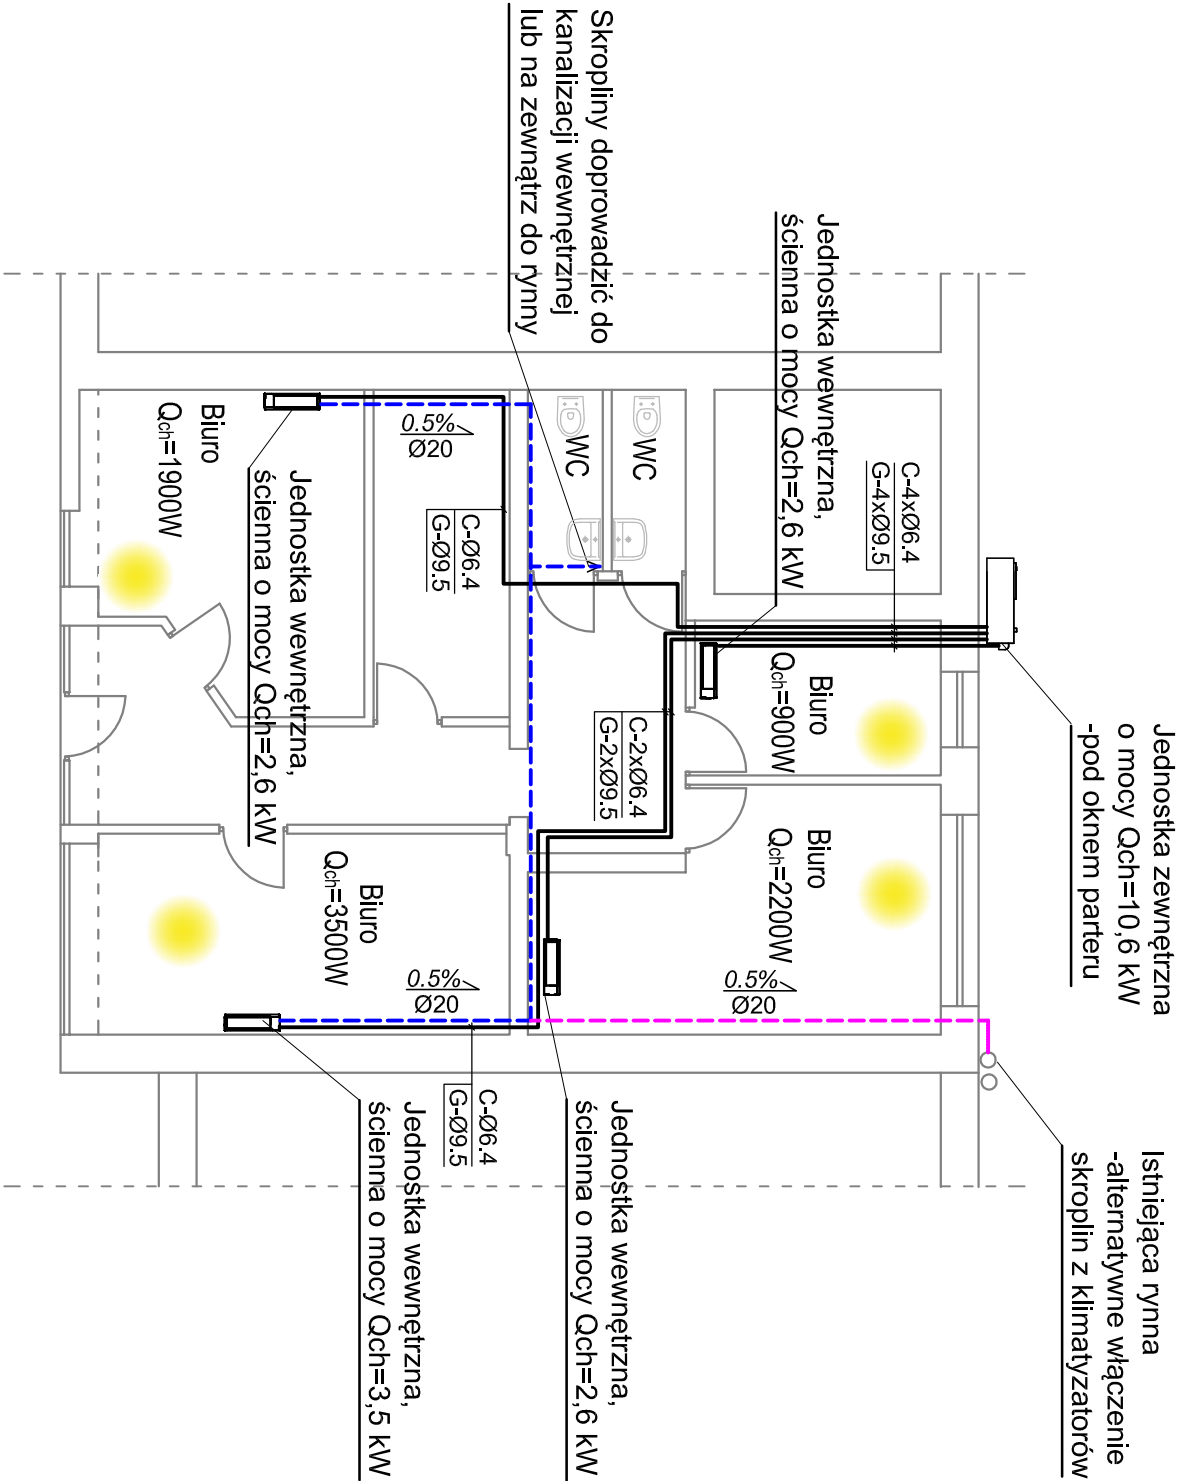 Jednostka zewnętrzna
o mocy Qch=10,6 kW
-pod oknem parteru
Istniejąca rynna
-alternatywne włączenie
skroplin z klimatyzatorów
Jednostka wewnętrzna,
ścienna o mocy Qch=2,6 kW
C-4xØ6.4
G-4xØ9.5
Biuro
Qch=900W
Biuro
Qch=2200W
0.5%
Ø20
Skropliny doprowadzić do
kanalizacji wewnętrznej
lub na zewnątrz do rynny
WC
WC
C-2xØ6.4
G-2xØ9.5
Jednostka wewnętrzna,
ścienna o mocy Qch=2,6 kW
0.5%
Ø20
C-Ø6.4
G-Ø9.5
0.5%
Ø20
C-Ø6.4
G-Ø9.5
Jednostka wewnętrzna,
ścienna o mocy Qch=3,5 kW
Biuro
Qch=3500W
Jednostka wewnętrzna,
ścienna o mocy Qch=2,6 kW
Biuro
Qch=1900W